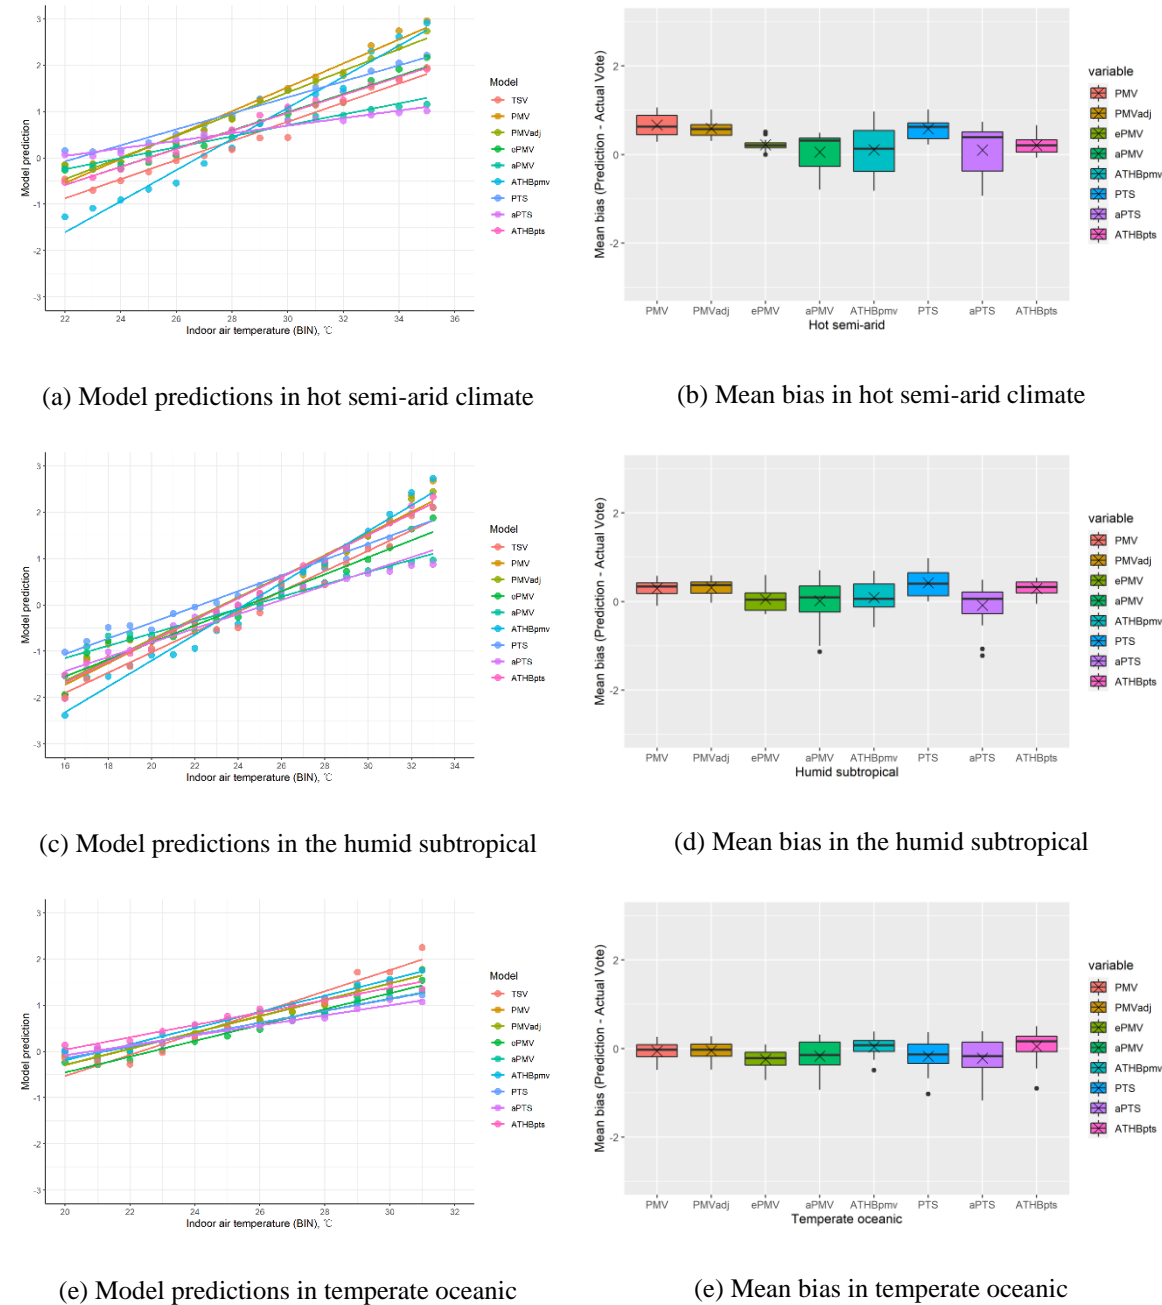 3
2
1
0
-1
-2
-3
Model prediction
22 24 26 28 30 32 34 36
Indoor air temperature (BIN), ℃
Model
TSV
PMV
PMVadj
ePMV
aPMV
ATHBpmv
PTS
aPTS
ATHBpts
2
0
-2
Mean bias (Prediction - Actual Vote)
PMV PMVadj ePMV aPMV ATHBpmv PTS aPTS ATHBpts
Hot semi-arid
variable
PMV
PMVadj
ePMV
aPMV
ATHBpmv
PTS
aPTS
ATHBpts
(a) Model predictions in hot semi-arid climate
(b) Mean bias in hot semi-arid climate
3
2
1
0
-1
-2
-3
Model prediction
16 18 20 22 24 26 28 30 32 34
Indoor air temperature (BIN), ℃
Model
TSV
PMV
PMVadj
ePMV
aPMV
ATHBpmv
PTS
aPTS
ATHBpts
2
0
-2
Mean bias (Prediction - Actual Vote)
PMV PMVadj ePMV aPMV ATHBpmv PTS aPTS ATHBpts
Humid subtropical
variable
PMV
PMVadj
ePMV
aPMV
ATHBpmv
PTS
aPTS
ATHBpts
(c) Model predictions in the humid subtropical
(d) Mean bias in the humid subtropical
3
2
1
0
-1
-2
-3
Model prediction
20 22 24 26 28 30 32
Indoor air temperature (BIN), ℃
Model
TSV
PMV
PMVadj
ePMV
aPMV
ATHBpmv
PTS
aPTS
ATHBpts
2
0
-2
Mean bias (Prediction - Actual Vote)
PMV PMVadj ePMV aPMV ATHBpmv PTS aPTS ATHBpts
Temperate oceanic
variable
PMV
PMVadj
ePMV
aPMV
ATHBpmv
PTS
aPTS
ATHBpts
(e) Model predictions in temperate oceanic
(e) Mean bias in temperate oceanic